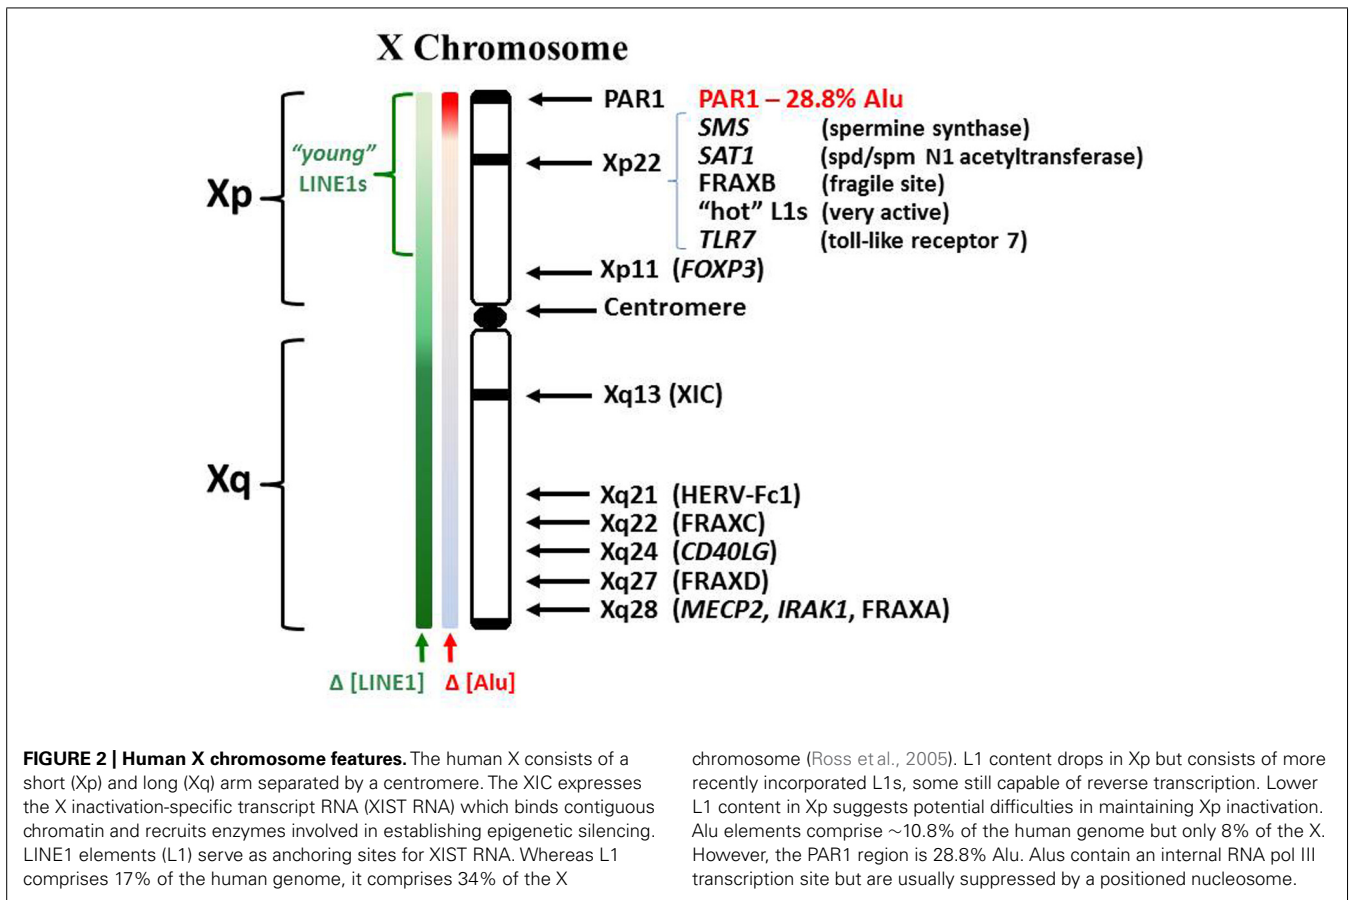 X Chromosome
PAR1
PAR1 – 28.8% Alu
SMS (spermine synthase)
"young"
LINE1s
Xp
Xp22
SAT1 (spd/spm N1 acetyltransferase)
FRAXB (fragile site)
“hot” L1s (very active)
TLR7 (toll-like receptor 7)
Xp11 (FOXP3)
Centromere
Xq13 (XIC)
Xq
Xq21 (HERV-Fc1)
Xq22 (FRAXC)
Xq24 (CD40LG)
Xq27 (FRAXD)
Xq28 (MECP2, IRAK1, FRAXA)
Δ [LINE1] Δ [Alu]
FIGURE 2 | Human X chromosome features. The human X consists of a
short (Xp) and long (Xq) arm separated by a centromere. The XIC expresses
the X inactivation-specific transcript RNA (XIST RNA) which binds contiguous
chromatin and recruits enzymes involved in establishing epigenetic silencing.
LINE1 elements (L1) serve as anchoring sites for XIST RNA. Whereas L1
comprises 17% of the human genome, it comprises 34% of the X
chromosome (Ross et al., 2005). L1 content drops in Xp but consists of more
recently incorporated L1s, some still capable of reverse transcription. Lower
L1 content in Xp suggests potential difficulties in maintaining Xp inactivation.
Alu elements comprise ∼10.8% of the human genome but only 8% of the X.
However, the PAR1 region is 28.8% Alu. Alus contain an internal RNA pol III
transcription site but are usually suppressed by a positioned nucleosome.